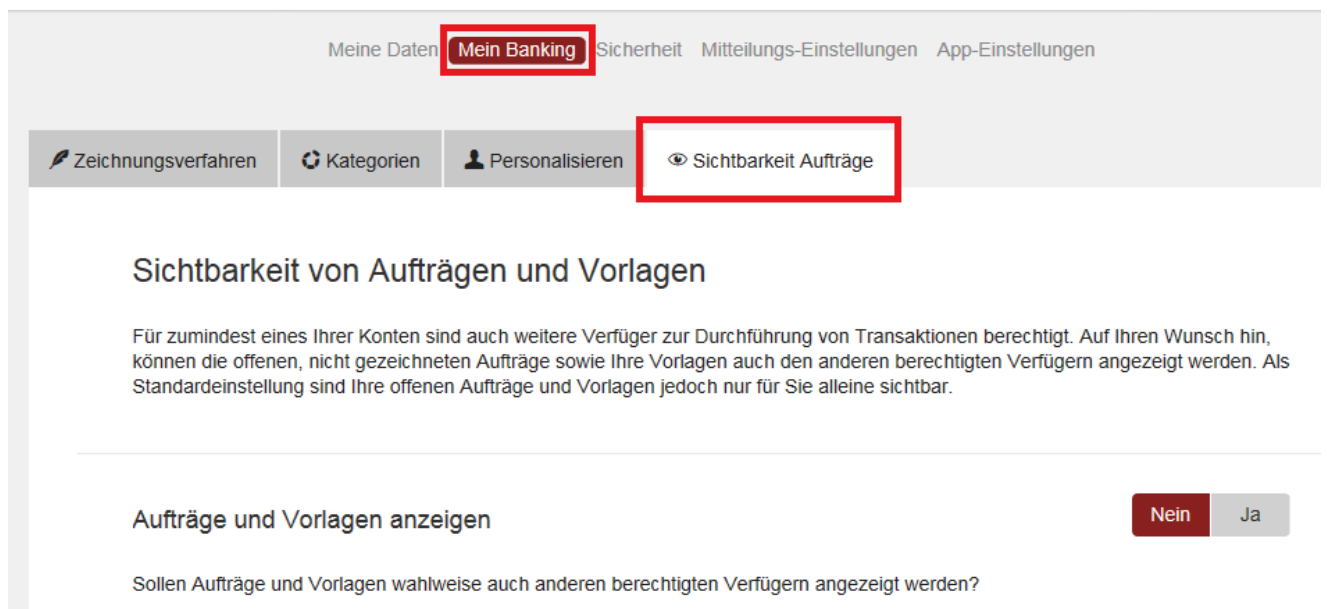 Meine Daten Mein Banking Sicherheit Mitteilungs-Einstellungen App-Einstellungen
Zeichnungsverfahren Kategorien Personalisieren Sichtbarkeit Aufträge
Sichtbarkeit von Aufträgen und Vorlagen
Für zumindest eines Ihrer Konten sind auch weitere Verfüger zur Durchführung von Transaktionen berechtigt. Auf Ihren Wunsch hin,
können die offenen, nicht gezeichneten Aufträge sowie Ihre Vorlagen auch den anderen berechtigten Verfügern angezeigt werden. Als
Standardeinstellung sind Ihre offenen Aufträge und Vorlagen jedoch nur für Sie alleine sichtbar.
Aufträge und Vorlagen anzeigen Nein Ja
Sollen Aufträge und Vorlagen wahlweise auch anderen berechtigten Verfügern angezeigt werden?